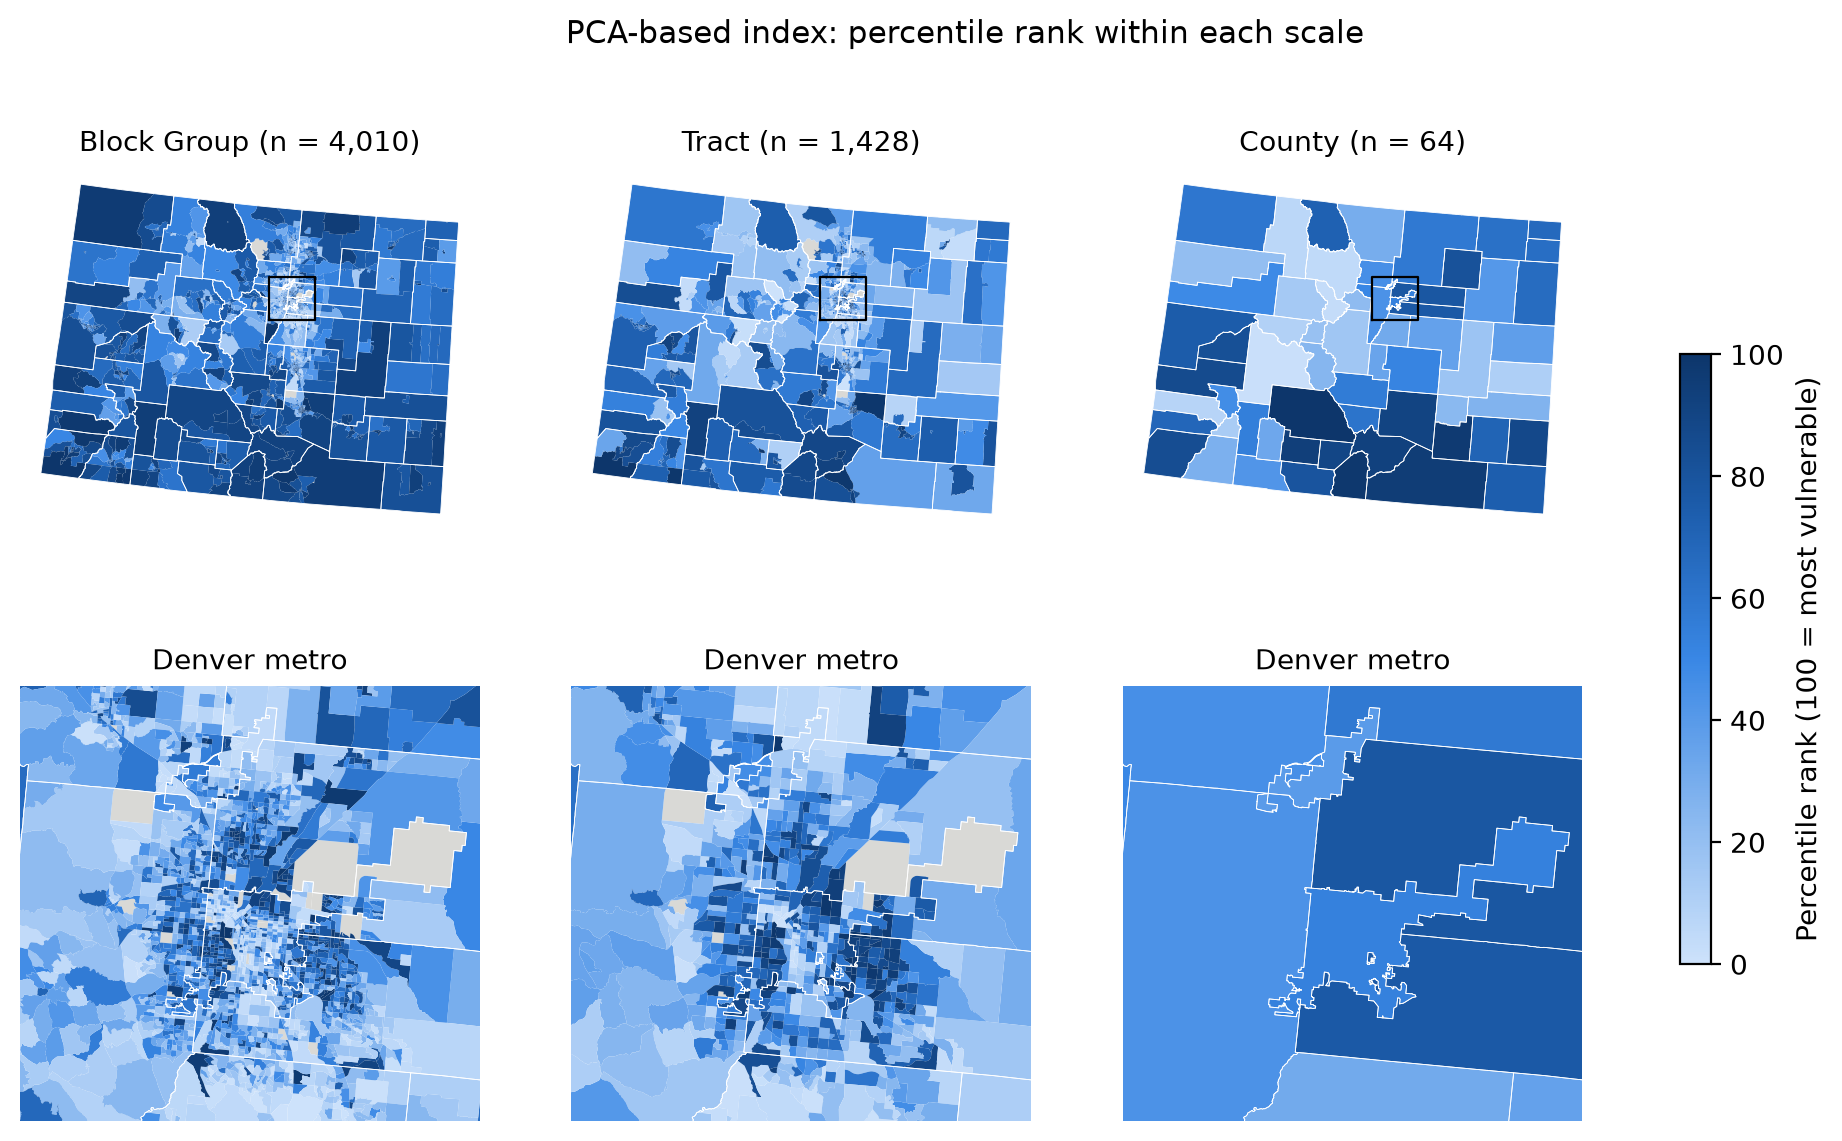 PCA-based index: percentile rank within each scale
Block Group (n = 4,010)
Tract (n = 1,428)
County (n = 64)
Denver metro
Denver metro
Denver metro
100
80
60
40
20
0
Percentile rank (100 = most vulnerable)